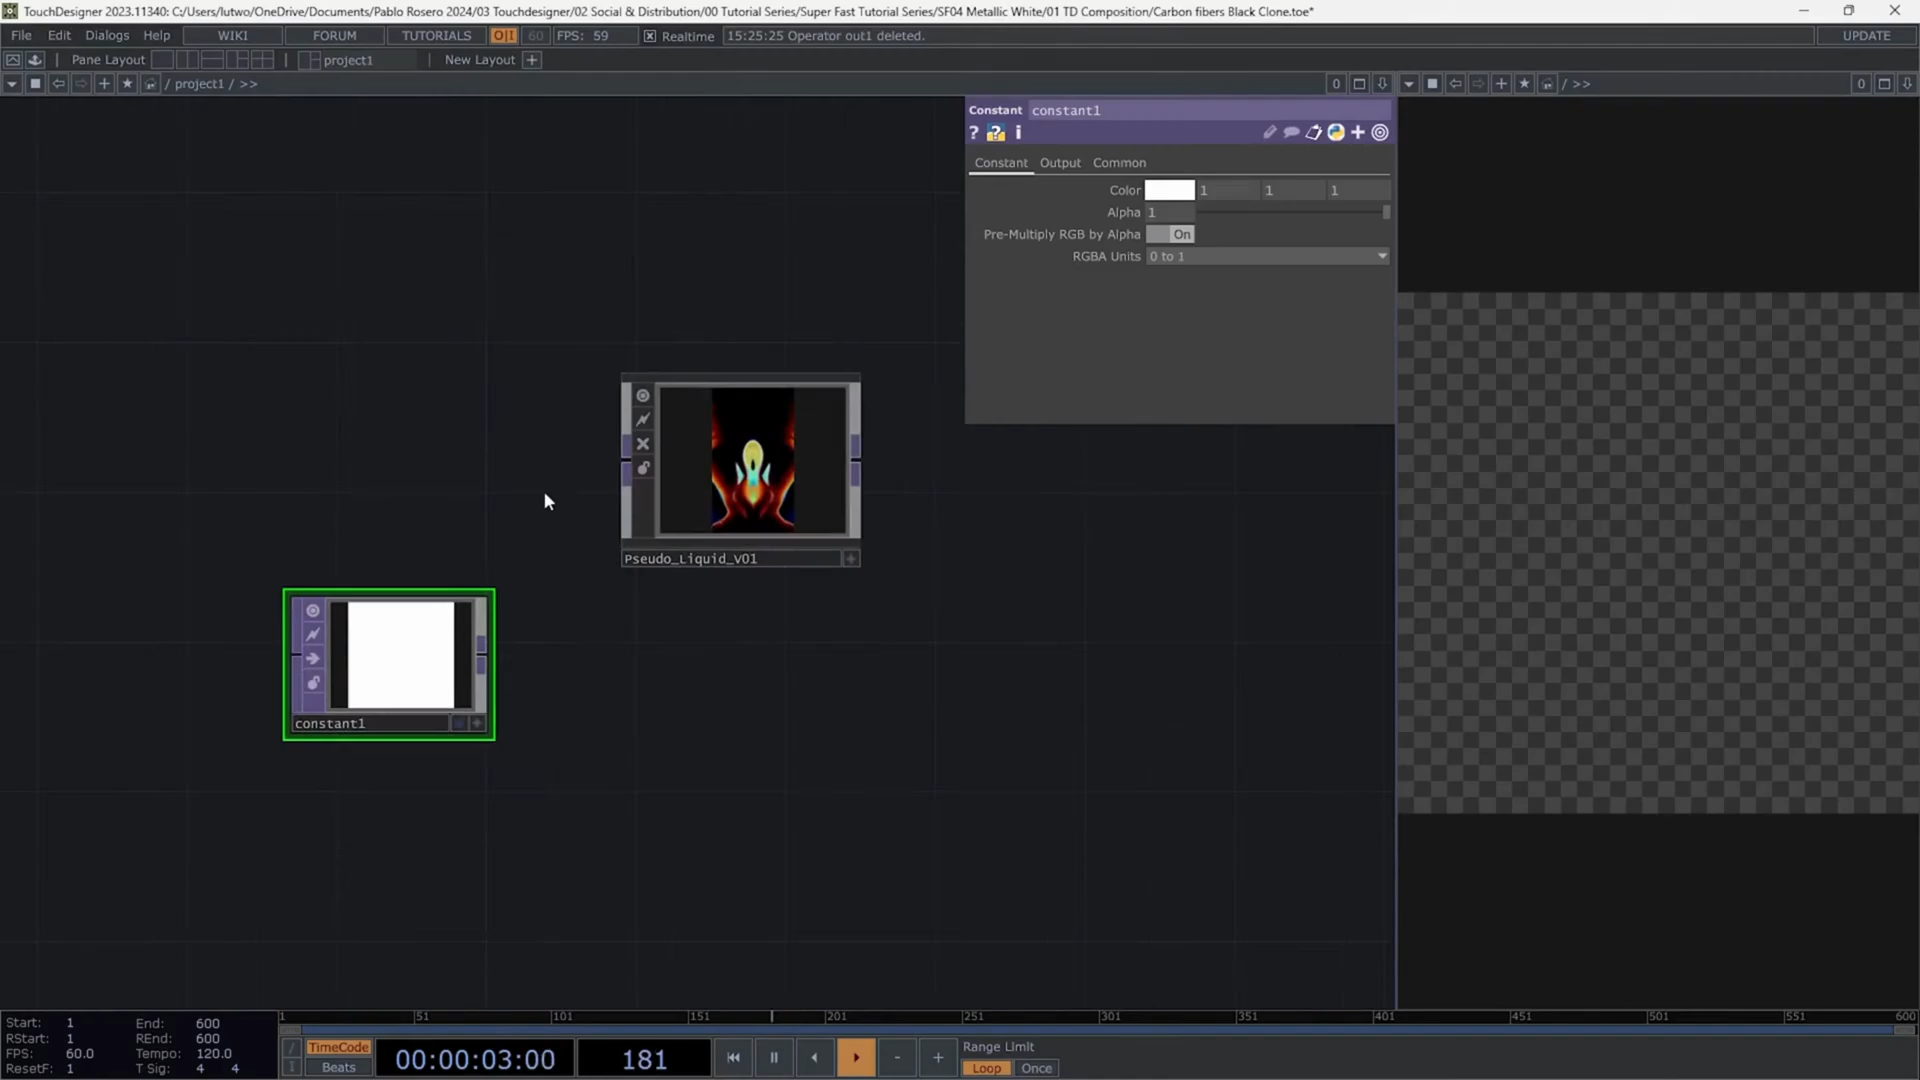 TouchDesigner 2023.11340: C:/Users/lutwo/OneDrive/Documents/Pablo Rosero 2024/03 Touchdesigner/02 Social & Distribution/00 Tutorial Series/Super Fast Tutorial Series/SF04 Metallic White/01 TD Composition/Carbon fibers Black Clone.toe*
File Edit Dialogs Help WIKI FORUM TUTORIALS O|I 60 FPS: 59 Realtime 15:25:25 Operator out1 deleted. UPDATE
Pane Layout project1 New Layout +
/ project1 / >> 0 / >> 0
Constant constant1
? ? i
Constant Output Common
Color 1 1 1
Alpha 1
Pre-Multiply RGB by Alpha On
RGBA Units 0 to 1
Pseudo_Liquid_V01
constant1
1 51 101 151 201 251 301 351 401 451 501 551 600
Start: 1 End: 600
RStart: 1 REnd: 600
FPS: 60.0 Tempo: 120.0
ResetF: 1 T Sig: 4 4
TimeCode
Beats
00:00:03:00 181
- +
Range Limit
Loop Once